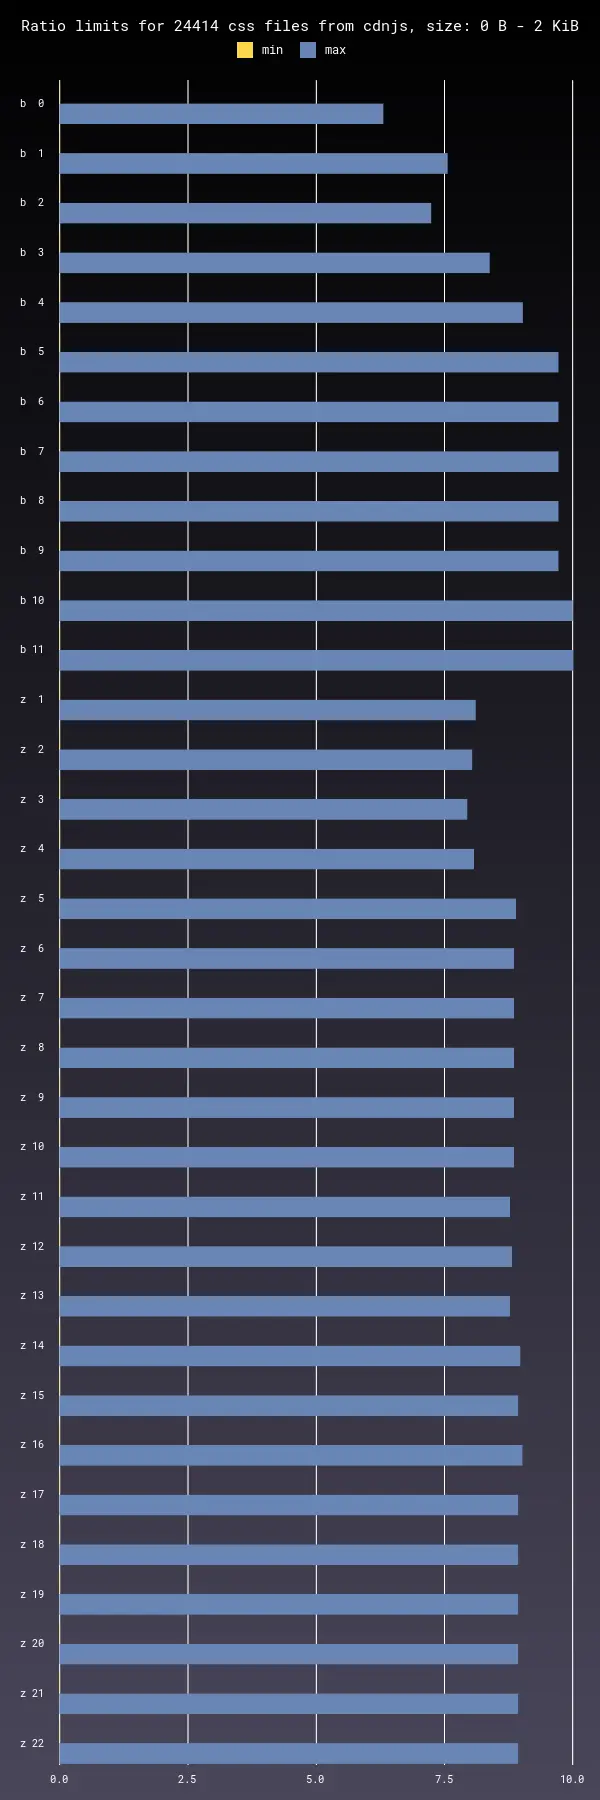 Ratio limits for 24414 css files from cdnjs, size: 0 B - 2 KiB
min max
b 0
b 1
b 2
b 3
b 4
b 5
b 6
b 7
b 8
b 9
b 10
b 11
z 1
z 2
z 3
z 4
z 5
z 6
z 7
z 8
z 9
z 10
z 11
z 12
z 13
z 14
z 15
z 16
z 17
z 18
z 19
z 20
z 21
z 22
0.0 2.5 5.0 7.5 10.0